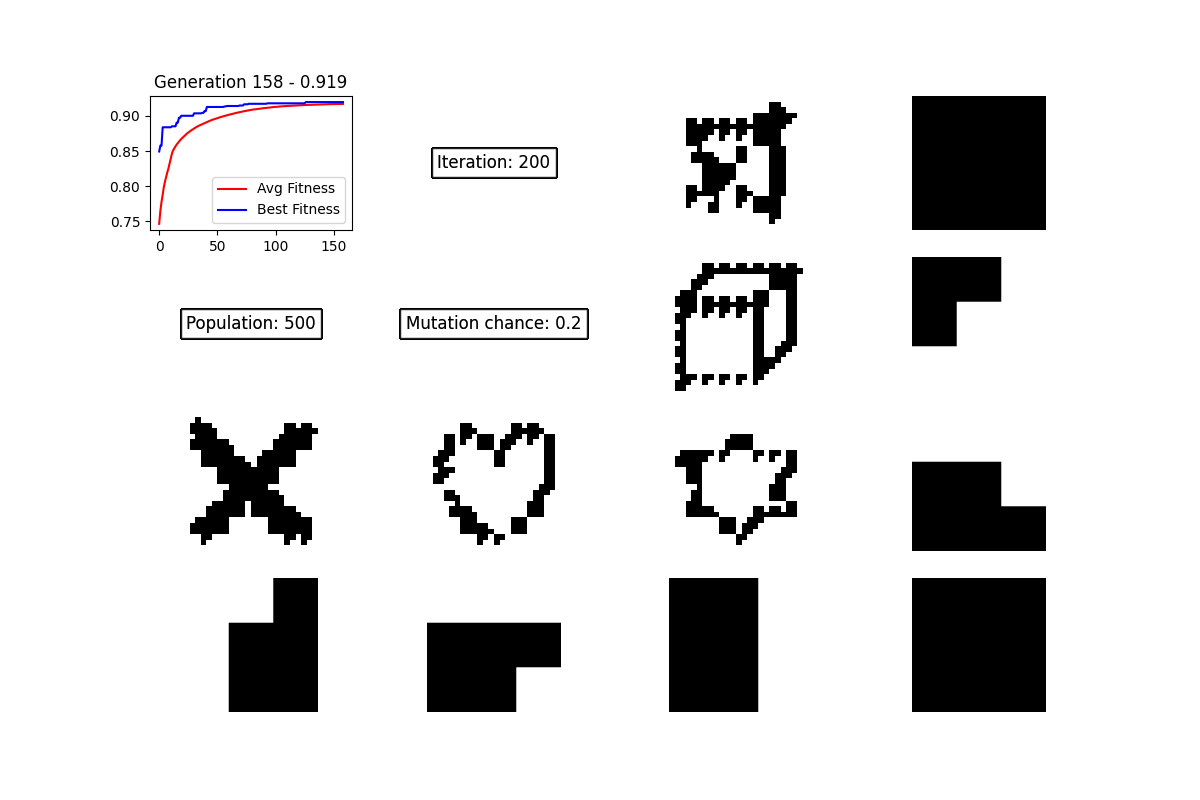 Generation 158 - 0.919
0.90
0.85
0.80
0.75
Avg Fitness
Best Fitness
0 50 100 150
Iteration: 200
Population: 500
Mutation chance: 0.2